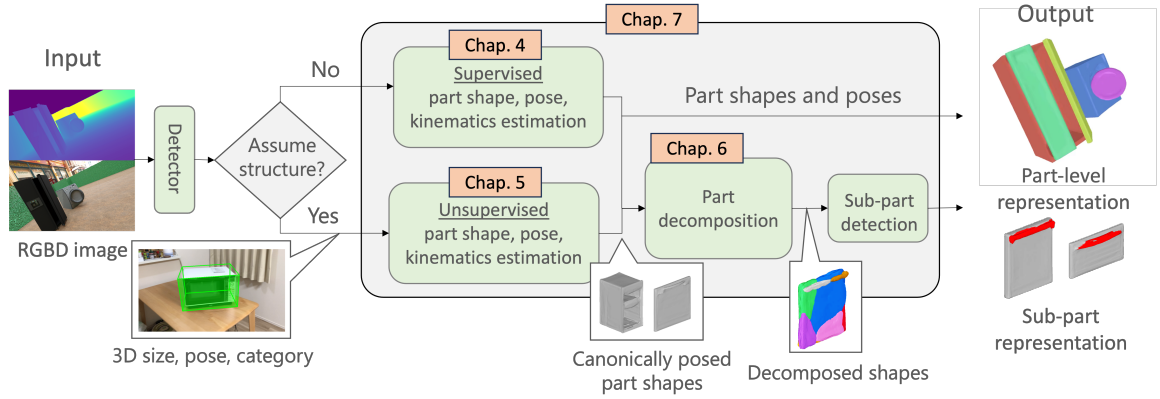 Input
RGBD image
Detector
Assume
structure?
No
Yes
3D size, pose, category
Chap. 7
Chap. 4
Supervised
part shape, pose,
kinematics estimation
Chap. 5
Unsupervised
part shape, pose,
kinematics estimation
Part shapes and poses
Chap. 6
Part
decomposition
Sub-part
detection
Canonically posed
part shapes
Decomposed shapes
Output
Part-level
representation
Sub-part
representation